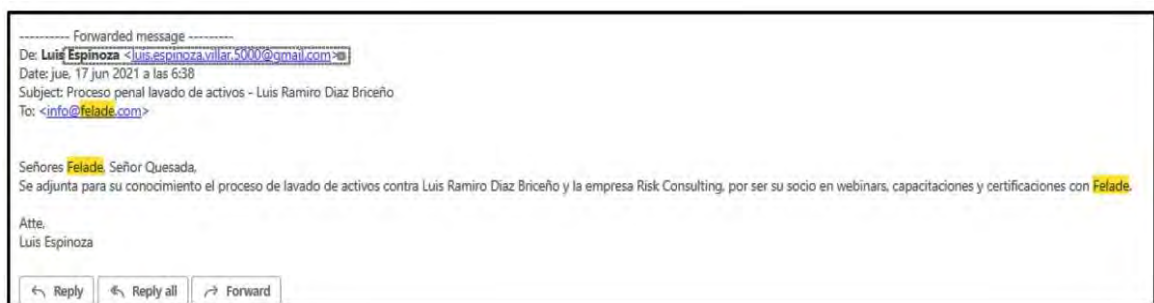 ---------- Forwarded message ---------
De: Luis Espinoza <luis.espinoza.villar.5000@gmail.com>
Date: jue, 17 jun 2021 a las 6:38
Subject: Proceso penal lavado de activos - Luis Ramiro Diaz Briceño
To: <info@felade.com>
Señores Felade, Señor Quesada,
Se adjunta para su conocimiento el proceso de lavado de activos contra Luis Ramiro Diaz Briceño y la empresa Risk Consulting, por ser su socio en webinars, capacitaciones y certificaciones con Felade.
Atte,
Luis Espinoza
Reply Reply all Forward